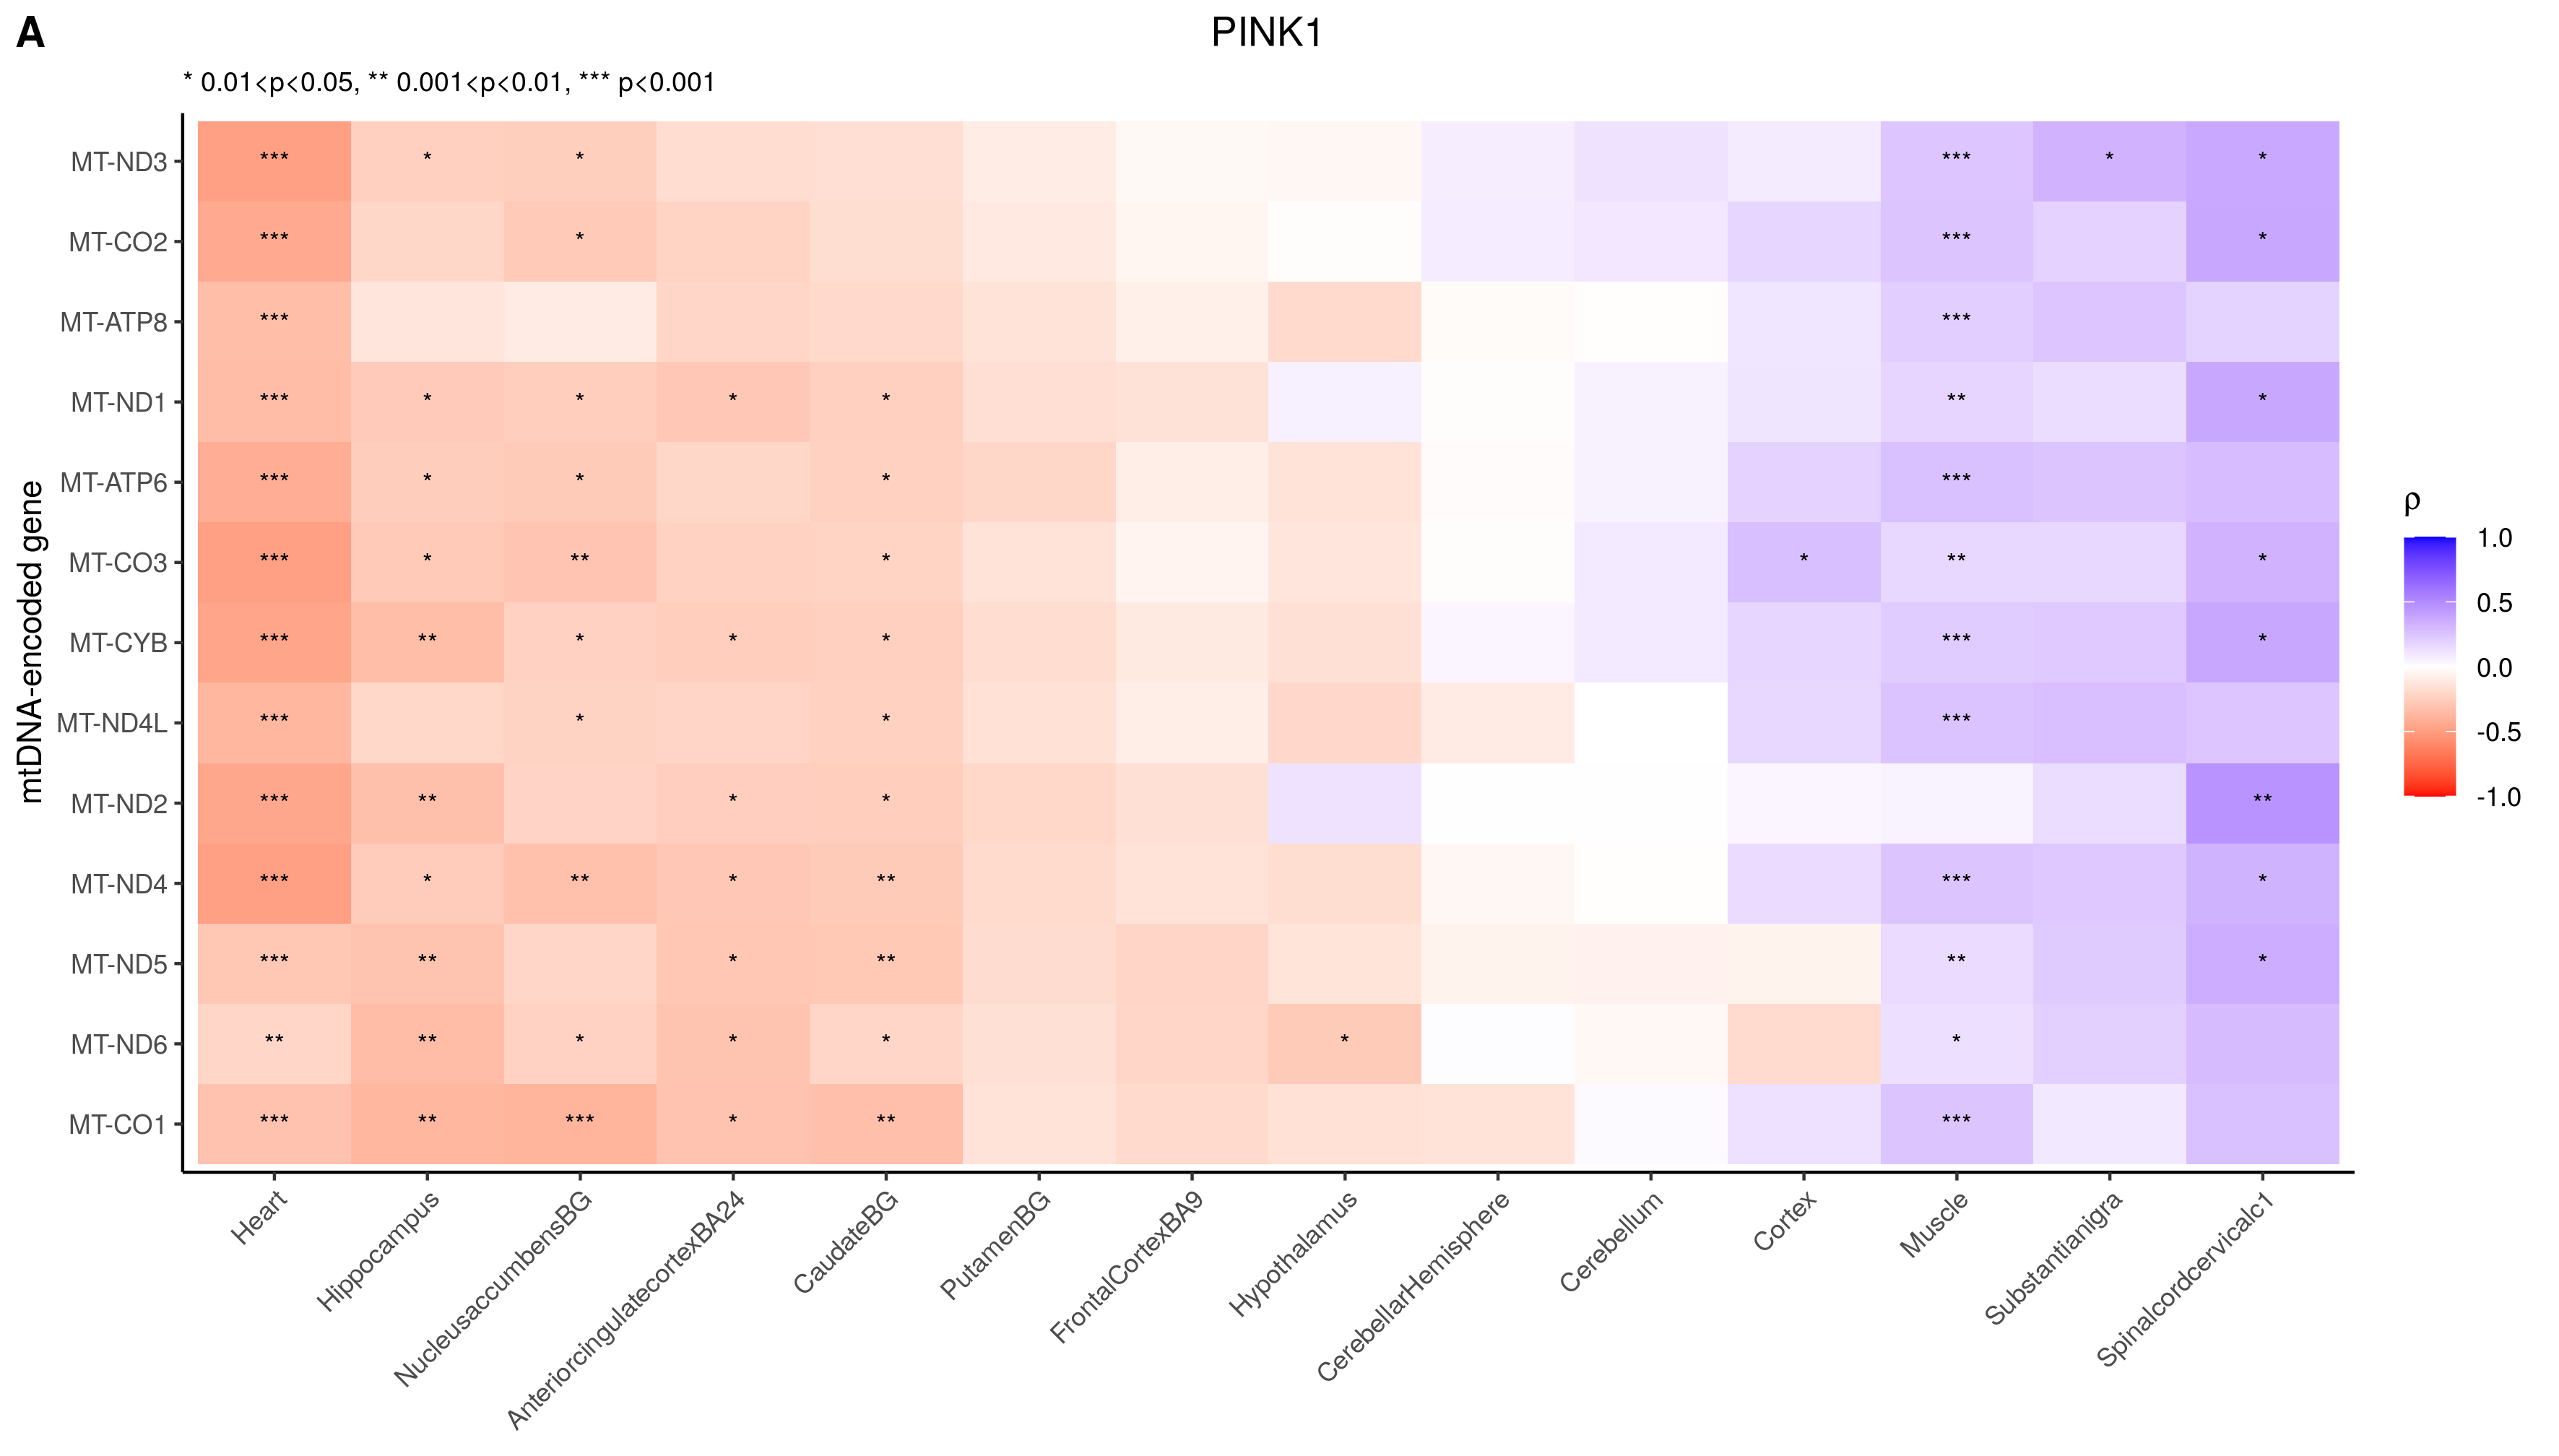 A
PINK1
* 0.01<p<0.05, ** 0.001<p<0.01, *** p<0.001
mtDNA-encoded gene
MT-ND3 *** * * *** * *
MT-CO2 *** * *** *
MT-ATP8 *** ***
MT-ND1 *** * * * * ** *
MT-ATP6 *** * * * ***
MT-CO3 *** * ** * * ** *
MT-CYB *** ** * * * *** *
MT-ND4L *** * * ***
MT-ND2 *** ** * * **
MT-ND4 *** * ** * ** *** *
MT-ND5 *** ** * ** ** *
MT-ND6 ** ** * * * * *
MT-CO1 *** ** *** * ** ***
Heart
Hippocampus
NucleusaccumbensBG
AnteriorcingulatecortexBA24
CaudateBG
PutamenBG
FrontalCortexBA9
Hypothalamus
CerebellarHemisphere
Cerebellum
Cortex
Muscle
Substantianigra
Spinalcordcervicalc1
ρ
1.0
0.5
0.0
-0.5
-1.0